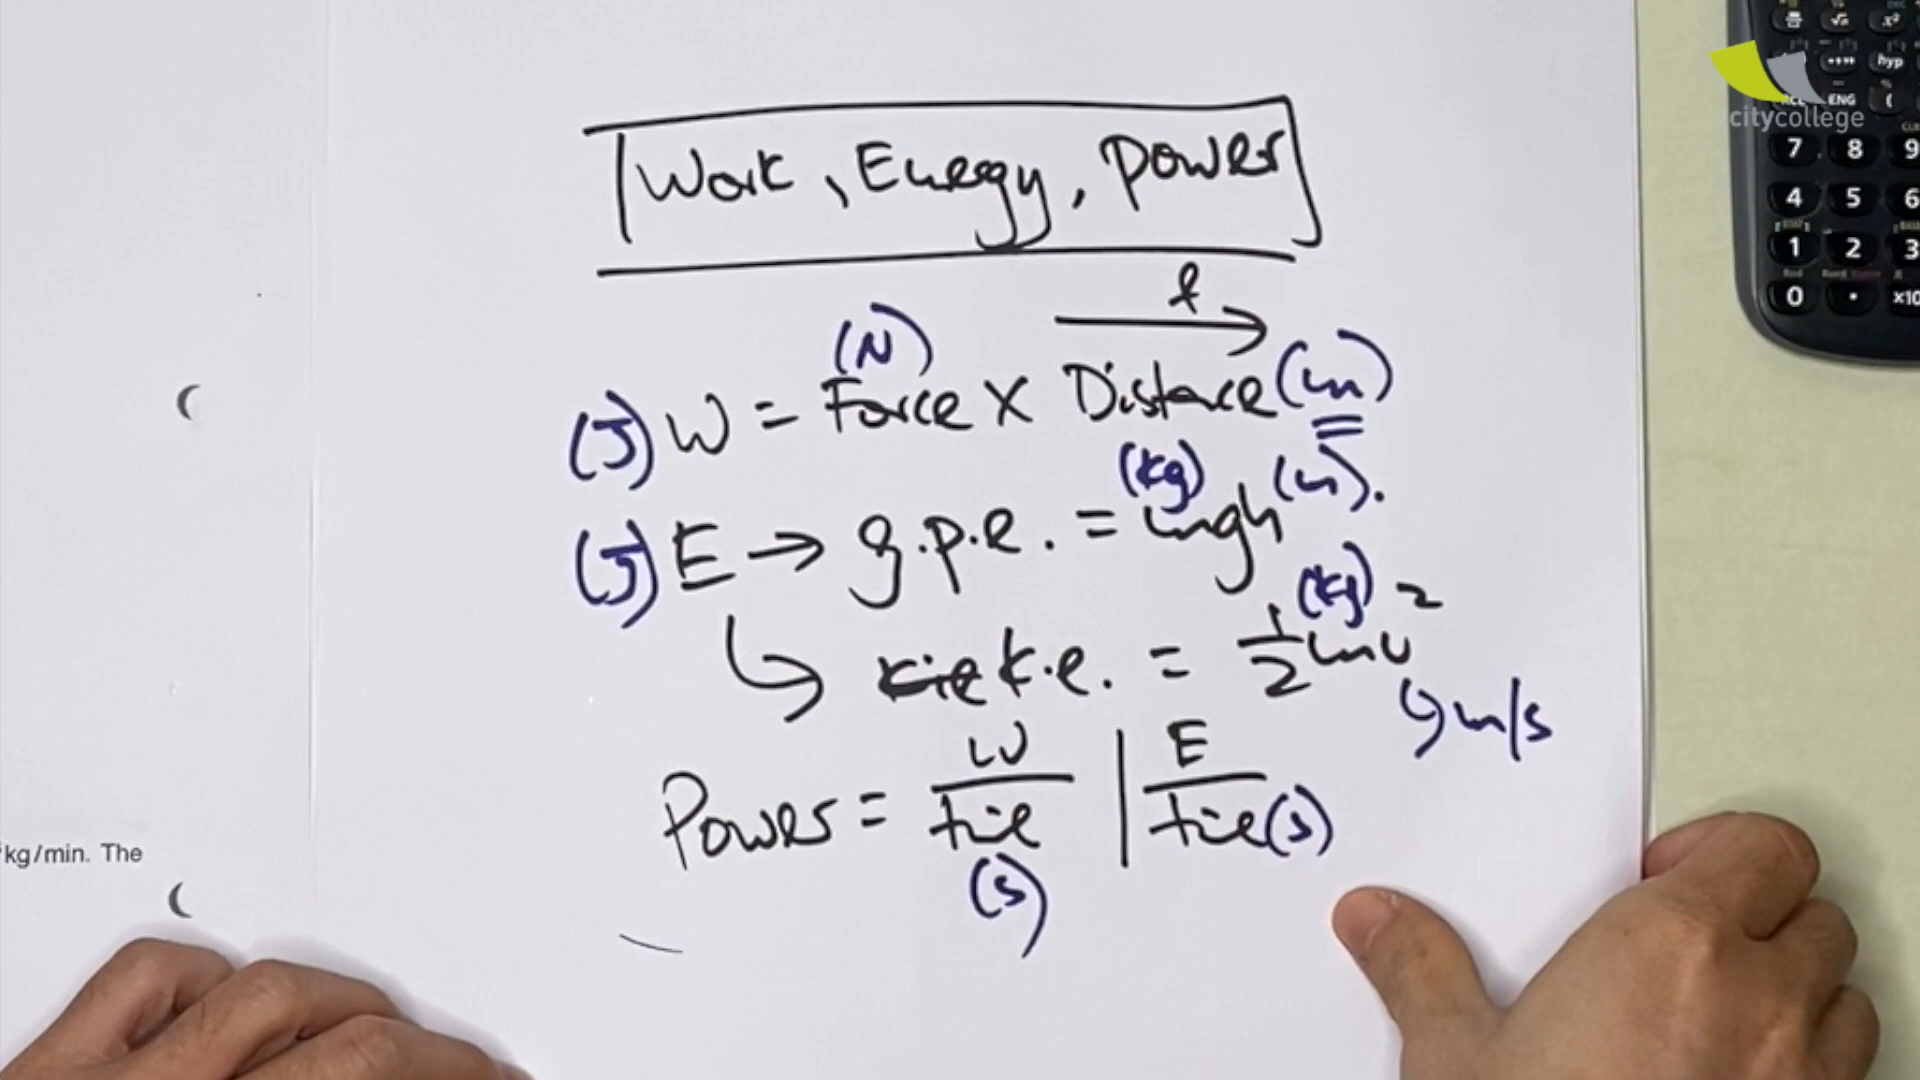 Work, Energy, Power
(J) W = Force (N) X Distance (m)
(J) E → g.p.e. = mgh (kg) (m).
↳ k.e. = 1/2 mv² (kg)
↳ m/s
Power = W/time (s) | E/time (s)
kg/min. The
citycollege
hyp
ENG
7 8 9
4 5 6
1 2 3
0 . x10